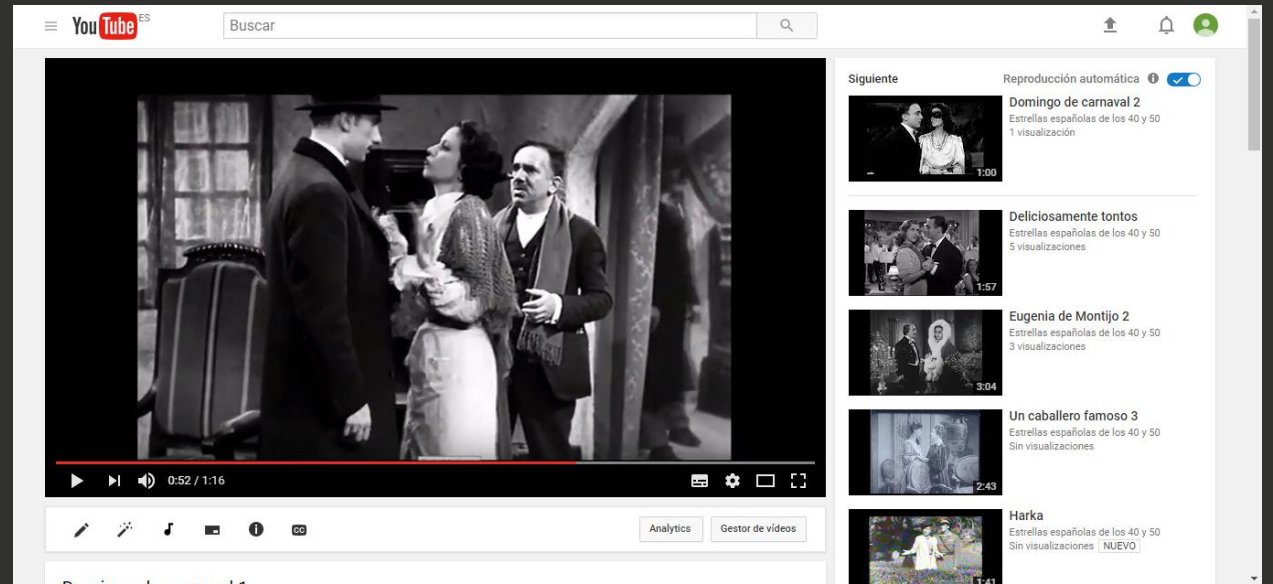 YouTube ES
Buscar
0:52 / 1:16
Analytics
Gestor de vídeos
Siguiente
Reproducción automática
Domingo de carnaval 2
Estrellas españolas de los 40 y 50
1 visualización
1:00
Deliciosamente tontos
Estrellas españolas de los 40 y 50
5 visualizaciones
1:57
Eugenia de Montijo 2
Estrellas españolas de los 40 y 50
3 visualizaciones
3:04
Un caballero famoso 3
Estrellas españolas de los 40 y 50
Sin visualizaciones
2:43
Harka
Estrellas españolas de los 40 y 50
Sin visualizaciones NUEVO
1:41